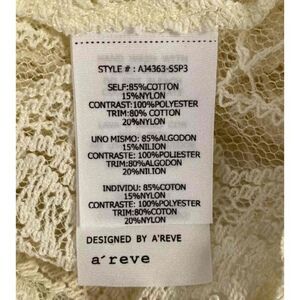 STYLE # : AJ4363-S5P3
SELF:85%COTTON
15%NYLON
CONTRAST:100%POLYESTER
TRIM:80% COTTON
20%NYLON
UNO MISMO: 85%ALGODON
15%NILION
CONTRASTE: 100%POLIESTER
TRIM:80%ALGODON
20%NILION
INDIVIDU: 85%COTON
15%NYLON
CONTRASTE: 100%POLYESTER
TRIM:80%COTON
20%NYLON
DESIGNED BY A'REVE
a'reve